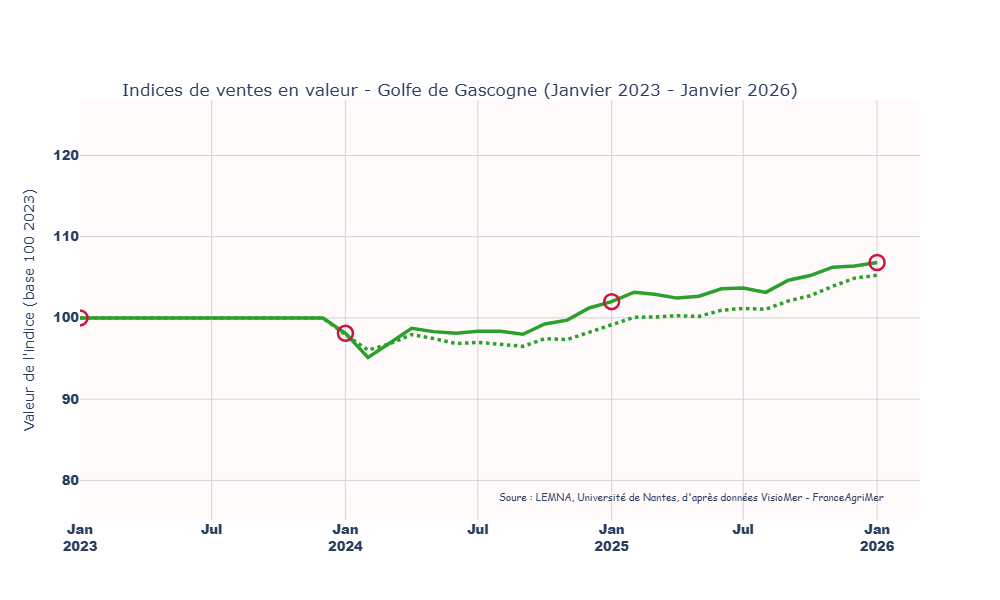 Indices de ventes en valeur - Golfe de Gascogne (Janvier 2023 - Janvier 2026)
Valeur de l'indice (base 100 2023)
120
110
100
90
80
Soure : LEMNA, Université de Nantes, d'après données VisioMer - FranceAgriMer
Jan
2023
Jul
Jan
2024
Jul
Jan
2025
Jul
Jan
2026